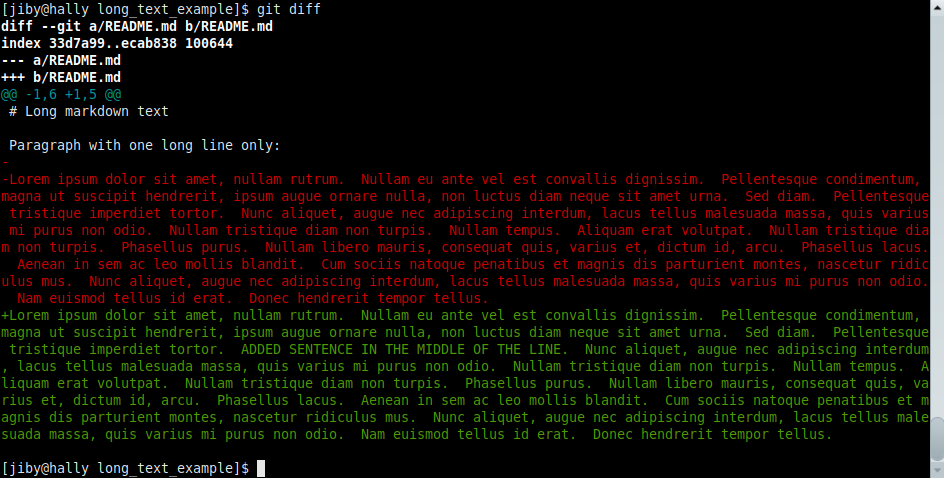 [jiby@hally long_text_example]$ git diff
diff --git a/README.md b/README.md
index 33d7a99..ecab838 100644
--- a/README.md
+++ b/README.md
@@ -1,6 +1,5 @@
 # Long markdown text

 Paragraph with one long line only:
-
-Lorem ipsum dolor sit amet, nullam rutrum.  Nullam eu ante vel est convallis dignissim.  Pellentesque condimentum,
magna ut suscipit hendrerit, ipsum augue ornare nulla, non luctus diam neque sit amet urna.  Sed diam.  Pellentesque
 tristique imperdiet tortor.  Nunc aliquet, augue nec adipiscing interdum, lacus tellus malesuada massa, quis varius
 mi purus non odio.  Nullam tristique diam non turpis.  Nullam tempus.  Aliquam erat volutpat.  Nullam tristique dia
m non turpis.  Phasellus purus.  Nullam libero mauris, consequat quis, varius et, dictum id, arcu.  Phasellus lacus.
  Aenean in sem ac leo mollis blandit.  Cum sociis natoque penatibus et magnis dis parturient montes, nascetur ridic
ulus mus.  Nunc aliquet, augue nec adipiscing interdum, lacus tellus malesuada massa, quis varius mi purus non odio.
  Nam euismod tellus id erat.  Donec hendrerit tempor tellus.
+Lorem ipsum dolor sit amet, nullam rutrum.  Nullam eu ante vel est convallis dignissim.  Pellentesque condimentum,
magna ut suscipit hendrerit, ipsum augue ornare nulla, non luctus diam neque sit amet urna.  Sed diam.  Pellentesque
 tristique imperdiet tortor.  ADDED SENTENCE IN THE MIDDLE OF THE LINE.  Nunc aliquet, augue nec adipiscing interdum
, lacus tellus malesuada massa, quis varius mi purus non odio.  Nullam tristique diam non turpis.  Nullam tempus.  A
liquam erat volutpat.  Nullam tristique diam non turpis.  Phasellus purus.  Nullam libero mauris, consequat quis, va
rius et, dictum id, arcu.  Phasellus lacus.  Aenean in sem ac leo mollis blandit.  Cum sociis natoque penatibus et m
agnis dis parturient montes, nascetur ridiculus mus.  Nunc aliquet, augue nec adipiscing interdum, lacus tellus male
suada massa, quis varius mi purus non odio.  Nam euismod tellus id erat.  Donec hendrerit tempor tellus.

[jiby@hally long_text_example]$